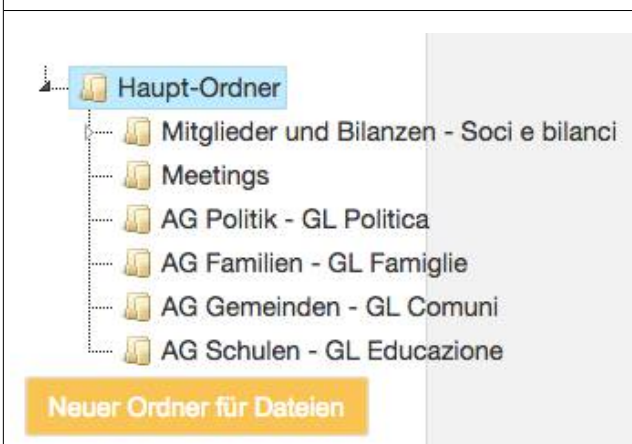 Haupt-Ordner
Mitglieder und Bilanzen - Soci e bilanci
Meetings
AG Politik - GL Politica
AG Familien - GL Famiglie
AG Gemeinden - GL Comuni
AG Schulen - GL Educazione
Neuer Ordner für Dateien